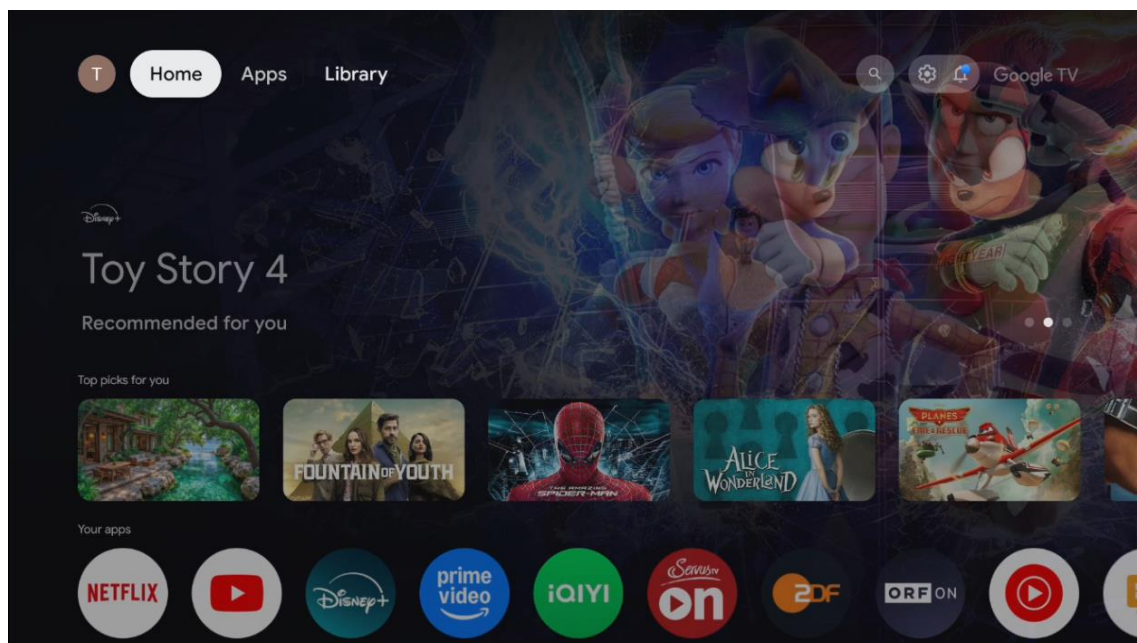 T
Home
Apps
Library
Google TV
Disney+
Toy Story 4
Recommended for you
Top picks for you
FOUNTAIN OF YOUTH
THE AMAZING
SPIDER-MAN
ALICE
IN
WONDERLAND
PLANES
FIRE & RESCUE
Your apps
NETFLIX
Disney+
prime
video
iQIYI
ServusTV
on
ZDF
ORF ON